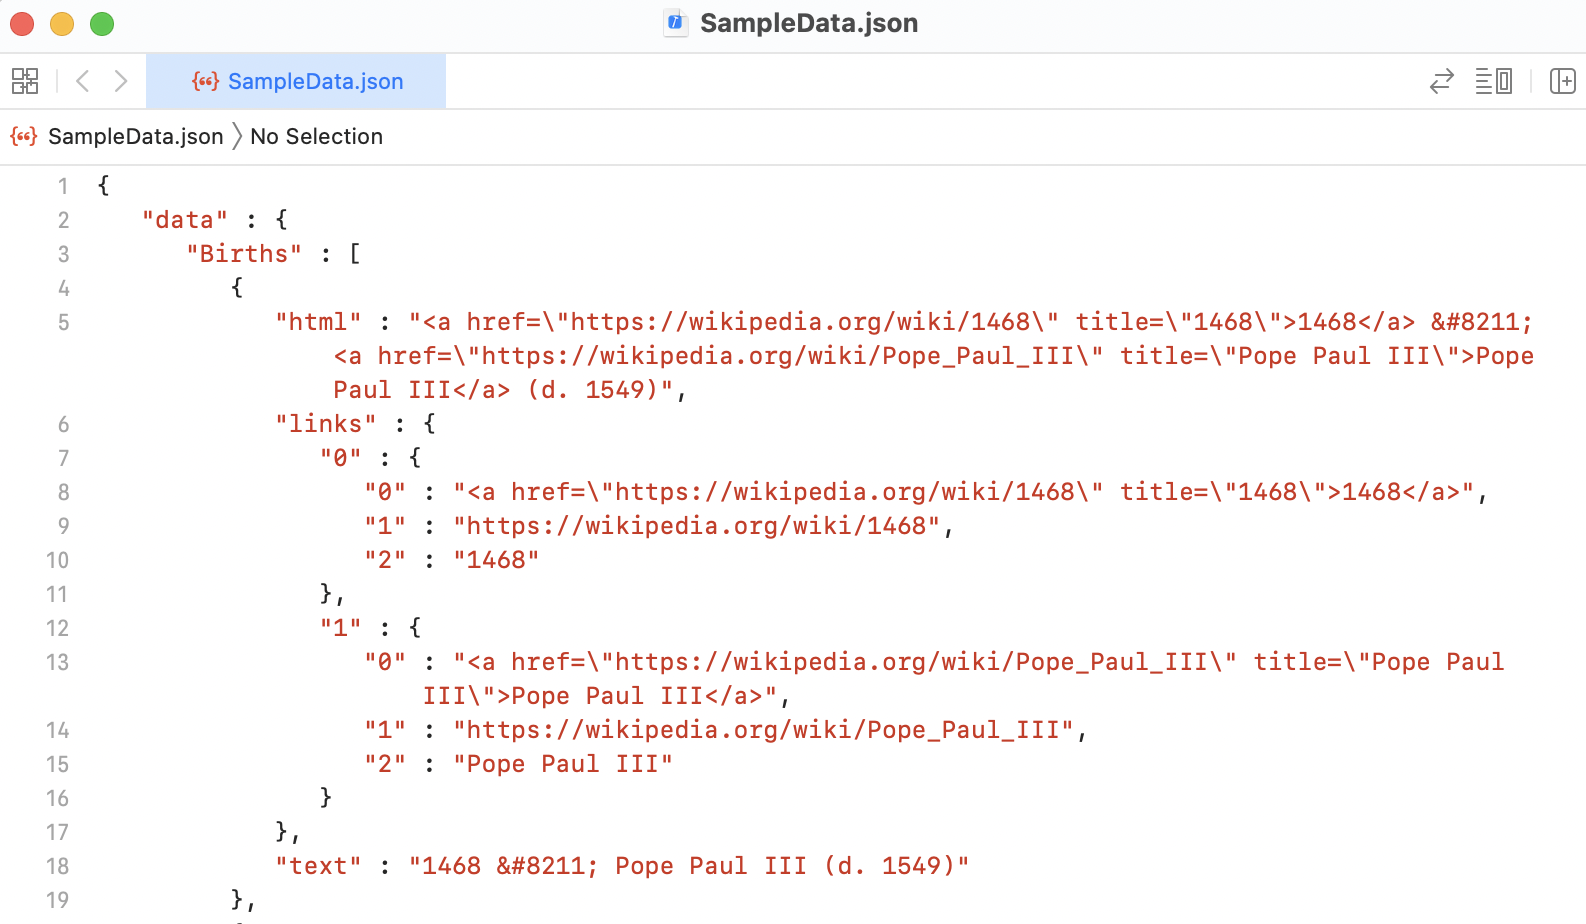 SampleData.json
SampleData.json
SampleData.json 〉 No Selection
1 {
2 "data" : {
3 "Births" : [
4 {
5 "html" : "<a href=\"https://wikipedia.org/wiki/1468\" title=\"1468\">1468</a> &#8211;
<a href=\"https://wikipedia.org/wiki/Pope_Paul_III\" title=\"Pope Paul III\">Pope
Paul III</a> (d. 1549)",
6 "links" : {
7 "0" : {
8 "0" : "<a href=\"https://wikipedia.org/wiki/1468\" title=\"1468\">1468</a>",
9 "1" : "https://wikipedia.org/wiki/1468",
10 "2" : "1468"
11 },
12 "1" : {
13 "0" : "<a href=\"https://wikipedia.org/wiki/Pope_Paul_III\" title=\"Pope Paul
III\">Pope Paul III</a>",
14 "1" : "https://wikipedia.org/wiki/Pope_Paul_III",
15 "2" : "Pope Paul III"
16 }
17 },
18 "text" : "1468 &#8211; Pope Paul III (d. 1549)"
19 },